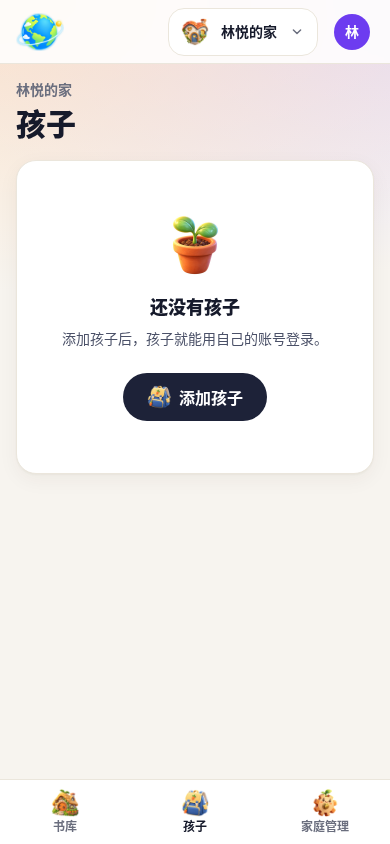 林悦的家
林
林悦的家
孩子
还没有孩子
添加孩子后，孩子就能用自己的账号登录。
添加孩子
书库
孩子
家庭管理